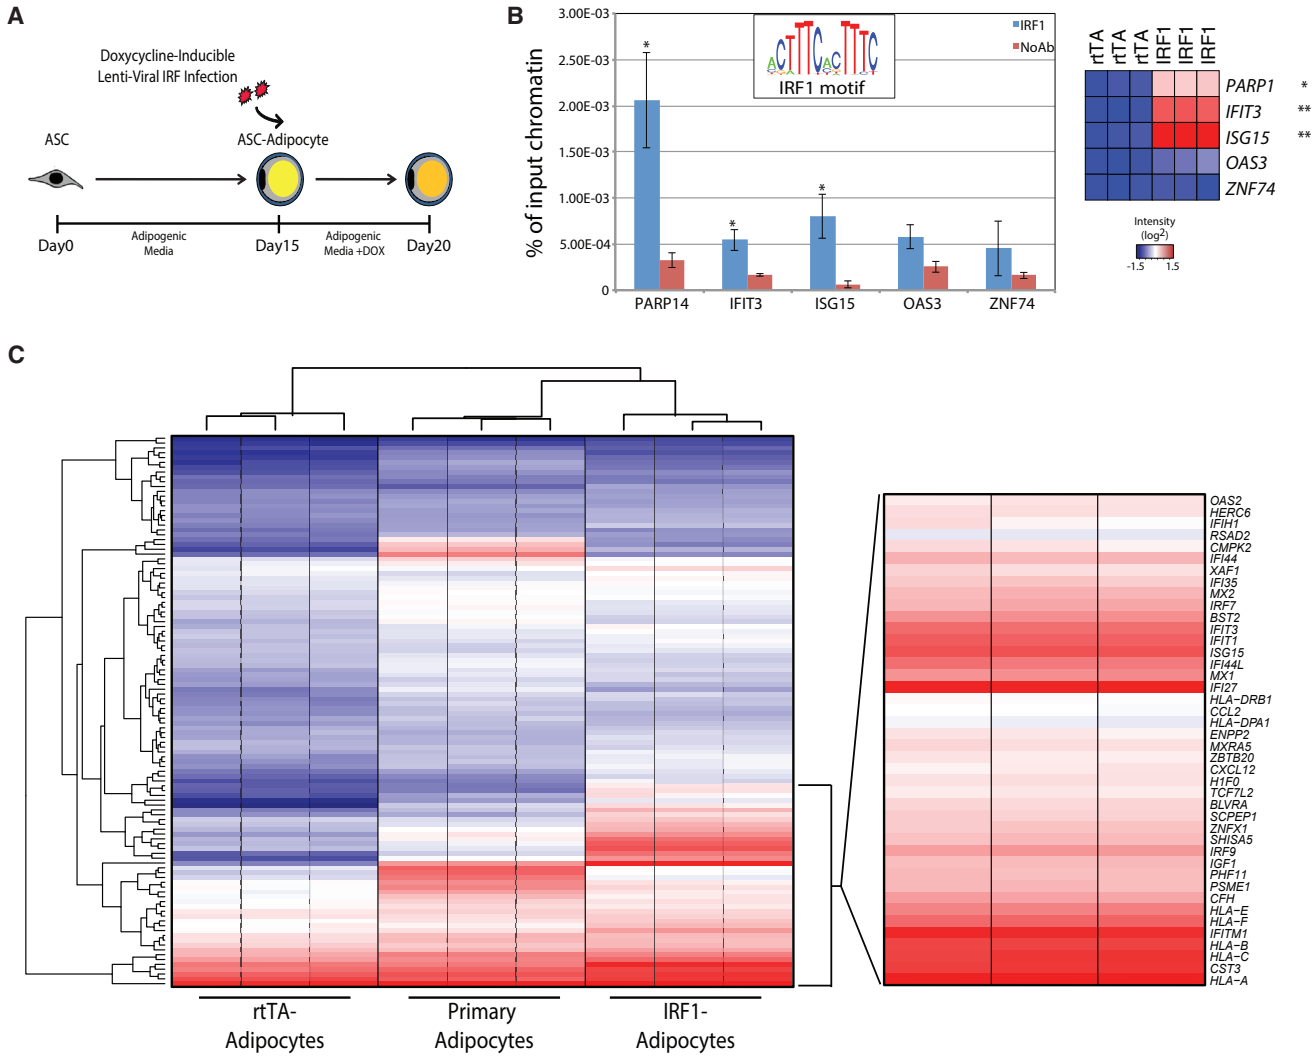 A
Doxycycline-Inducible
Lenti-Viral IRF Infection
ASC
ASC-Adipocyte
Day0
Adipogenic
Media
Day15
Adipogenic
Media +DOX
Day20
B
% of input chromatin
3.00E-03
2.50E-03
2.00E-03
1.50E-03
1.00E-03
5.00E-04
0
*
*
*
IRF1 motif
IRF1
NoAb
PARP14
IFIT3
ISG15
OAS3
ZNF74
rtTA
rtTA
rtTA
IRF1
IRF1
IRF1
PARP1 *
IFIT3 **
ISG15 **
OAS3
ZNF74
Intensity
(log2)
-1.5 1.5
C
rtTA-
Adipocytes
Primary
Adipocytes
IRF1-
Adipocytes
OAS2
HERC6
IFIH1
RSAD2
CMPK2
IFI44
XAF1
IFI35
MX2
IRF7
BST2
IFIT3
IFIT1
ISG15
IFI44L
MX1
IFI27
HLA-DRB1
CCL2
HLA-DPA1
ENPP2
MXRA5
ZBTB20
CXCL12
H1F0
TCF7L2
BLVRA
SCPEP1
ZNFX1
SHISA5
IRF9
IGF1
PHF11
PSME1
CFH
HLA-E
HLA-F
IFITM1
HLA-B
HLA-C
CST3
HLA-A